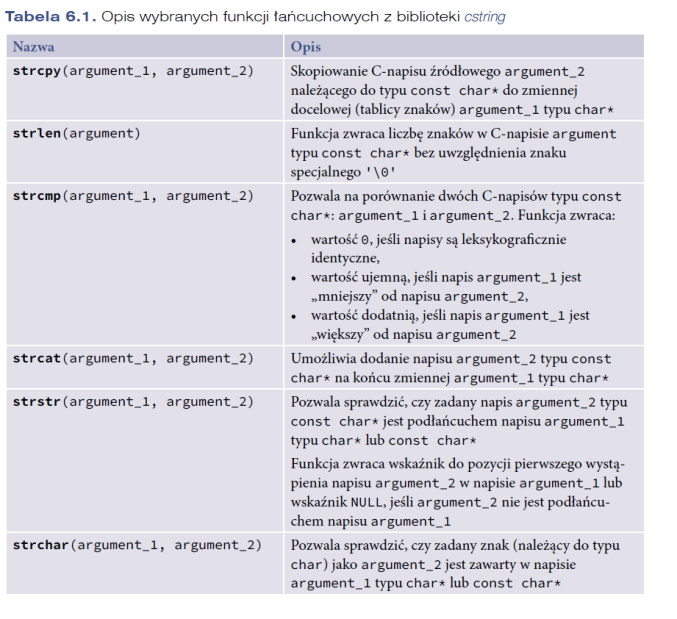 Tabela 6.1. Opis wybranych funkcji łańcuchowych z biblioteki cstring
Nazwa Opis
strcpy(argument_1, argument_2) Skopiowanie C-napisu źródłowego argument_2
należącego do typu const char* do zmiennej
docelowej (tablicy znaków) argument_1 typu char*
strlen(argument) Funkcja zwraca liczbę znaków w C-napisie argument
typu const char* bez uwzględnienia znaku
specjalnego '\0'
strcmp(argument_1, argument_2) Pozwala na porównanie dwóch C-napisów typu const
char*: argument_1 i argument_2. Funkcja zwraca:
• wartość 0, jeśli napisy są leksykograficznie
identyczne,
• wartość ujemną, jeśli napis argument_1 jest
„mniejszy” od napisu argument_2,
• wartość dodatnią, jeśli napis argument_1 jest
„większy” od napisu argument_2
strcat(argument_1, argument_2) Umożliwia dodanie napisu argument_2 typu const
char* na końcu zmiennej argument_1 typu char*
strstr(argument_1, argument_2) Pozwala sprawdzić, czy zadany napis argument_2 typu
const char* jest podłańcuchem napisu argument_1
typu char* lub const char*
Funkcja zwraca wskaźnik do pozycji pierwszego wystą-
pienia napisu argument_2 w napisie argument_1 lub
wskaźnik NULL, jeśli argument_2 nie jest podłańcu-
chem napisu argument_1
strchar(argument_1, argument_2) Pozwala sprawdzić, czy zadany znak (należący do typu
char) jako argument_2 jest zawarty w napisie
argument_1 typu char* lub const char*